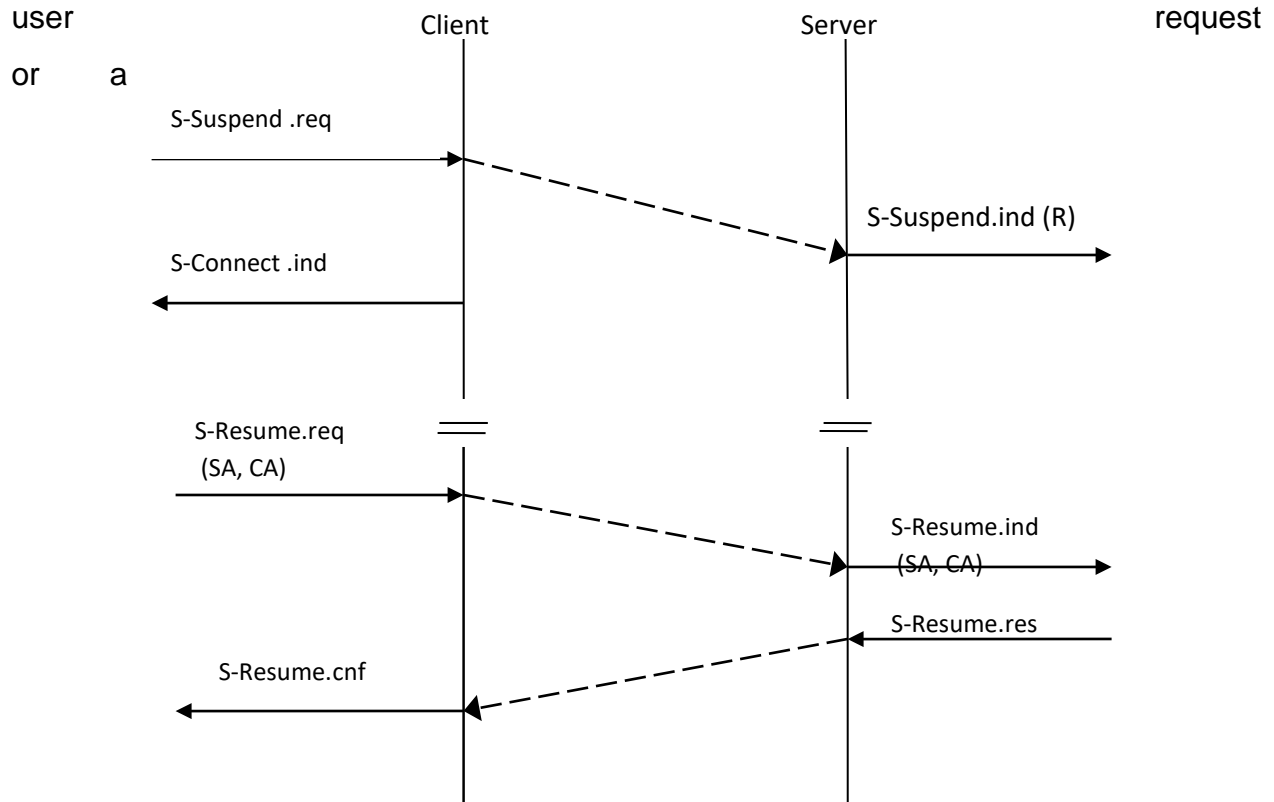 user request
or a
Client Server
S-Suspend .req
S-Suspend.ind (R)
S-Connect .ind
S-Resume.req
(SA, CA)
S-Resume.ind
(SA, CA)
S-Resume.res
S-Resume.cnf